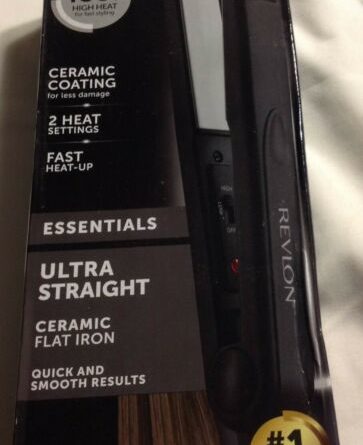 HIGH HEAT
for fast styling
CERAMIC
COATING
for less damage
2 HEAT
SETTINGS
FAST
HEAT-UP
HIGH
OFF
ESSENTIALS
REVLON
ULTRA
STRAIGHT
CERAMIC
FLAT IRON
QUICK AND
SMOOTH RESULTS
#1